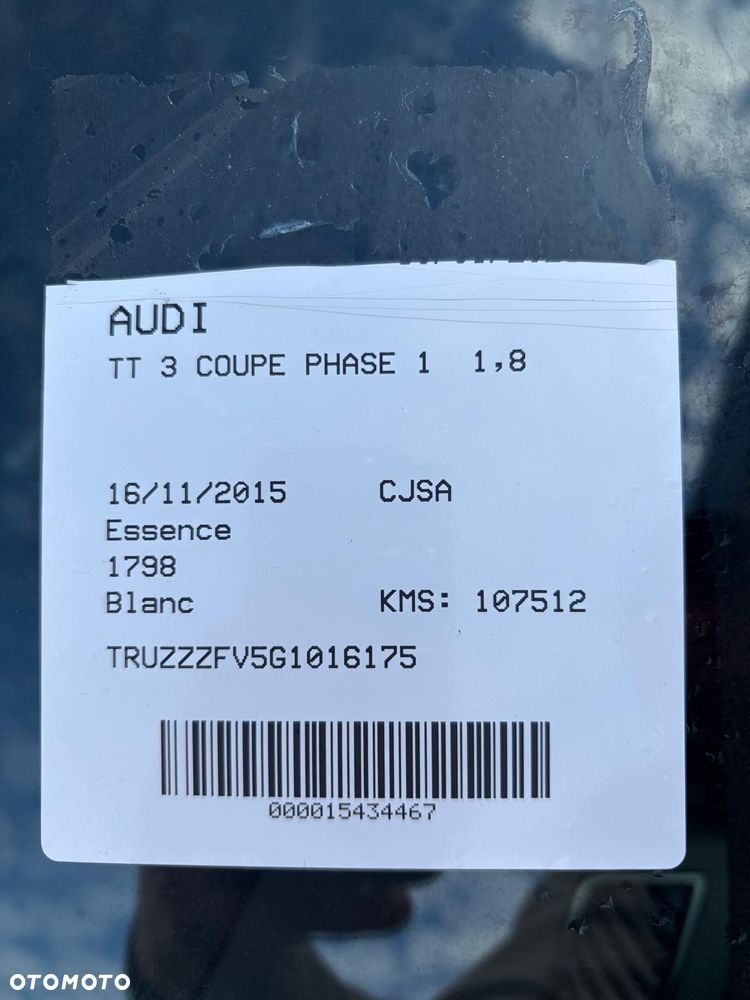 AUDI
TT 3 COUPE PHASE 1 1,8
16/11/2015 CJSA
Essence
1798
Blanc KMS: 107512
TRUZZZFV5G1016175
000015434467
OTOMOTO